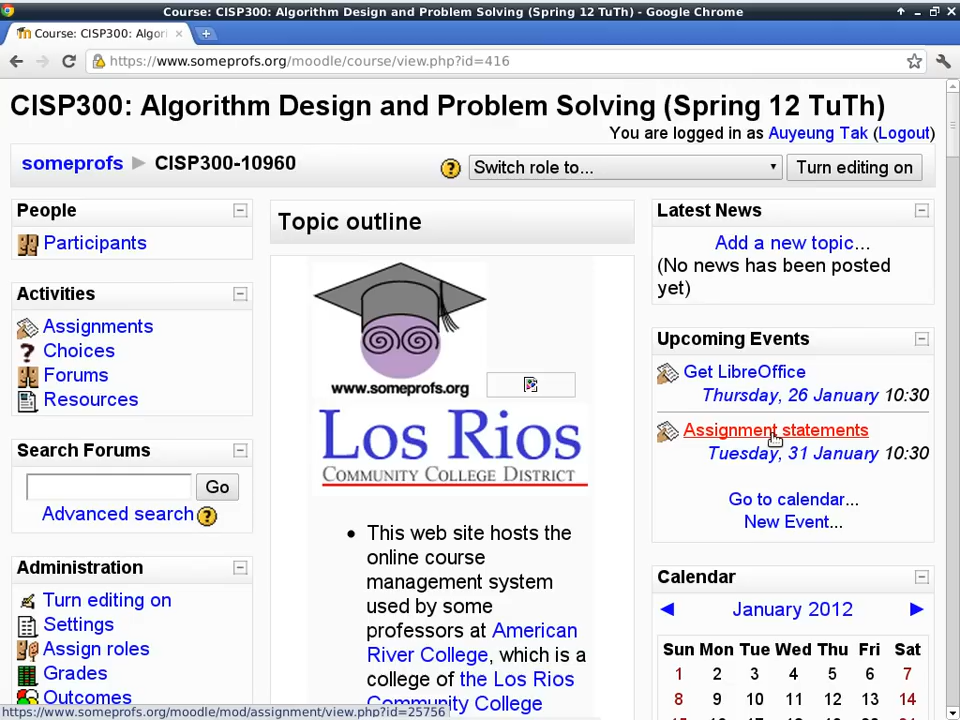 Course: CISP300: Algorithm Design and Problem Solving (Spring 12 TuTh) - Google Chrome
Course: CISP300: Algori
https://www.someprofs.org/moodle/course/view.php?id=416
CISP300: Algorithm Design and Problem Solving (Spring 12 TuTh)
You are logged in as Auyeung Tak (Logout)
someprofs ► CISP300-10960
Switch role to...
Turn editing on
People
Participants
Activities
Assignments
Choices
Forums
Resources
Search Forums
Go
Advanced search
Administration
Turn editing on
Settings
Assign roles
Grades
Outcomes
Topic outline
www.someprofs.org
Los Rios
COMMUNITY COLLEGE DISTRICT
• This web site hosts the
online course
management system
used by some
professors at American
River College, which is a
college of the Los Rios
Community College
Latest News
Add a new topic...
(No news has been posted
yet)
Upcoming Events
Get LibreOffice
Thursday, 26 January 10:30
Assignment statements
Tuesday, 31 January 10:30
Go to calendar...
New Event...
Calendar
◄ January 2012 ►
Sun Mon Tue Wed Thu Fri Sat
1 2 3 4 5 6 7
8 9 10 11 12 13 14
https://www.someprofs.org/moodle/mod/assignment/view.php?id=25756